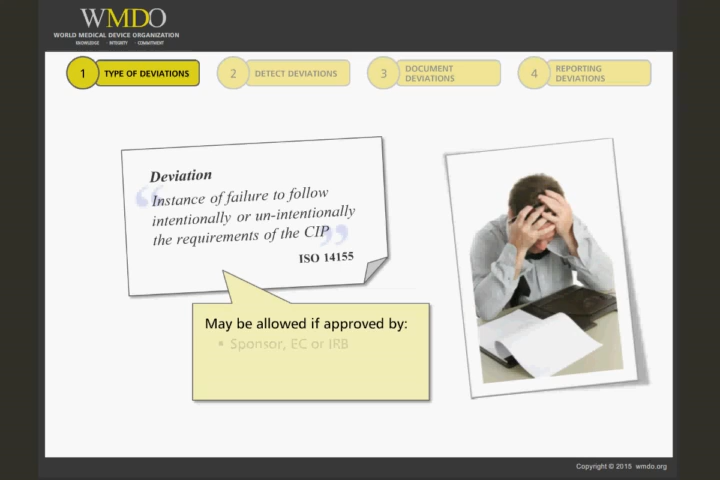 WMDO
WORLD MEDICAL DEVICE ORGANIZATION
KNOWLEDGE · INTEGRITY · COMMITMENT
1 TYPE OF DEVIATIONS
2 DETECT DEVIATIONS
3 DOCUMENT
DEVIATIONS
4 REPORTING
DEVIATIONS
Deviation
“Instance of failure to follow
intentionally or un-intentionally
the requirements of the CIP”
ISO 14155
May be allowed if approved by:
• Sponsor, EC or IRB
Copyright © 2015 wmdo.org